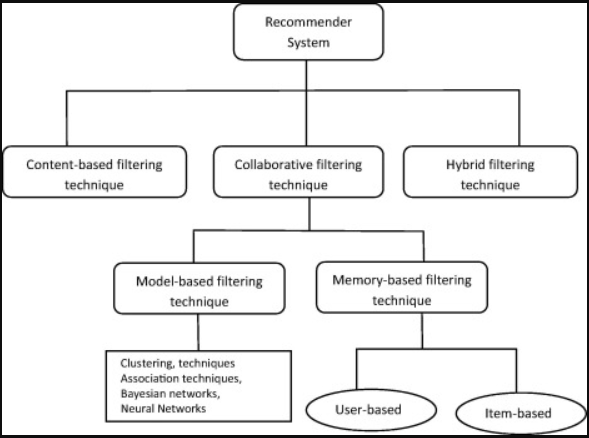 Recommender
System
Content-based filtering
technique
Collaborative filtering
technique
Hybrid filtering
technique
Model-based filtering
technique
Memory-based filtering
technique
Clustering, techniques
Association techniques,
Bayesian networks,
Neural Networks
User-based
Item-based